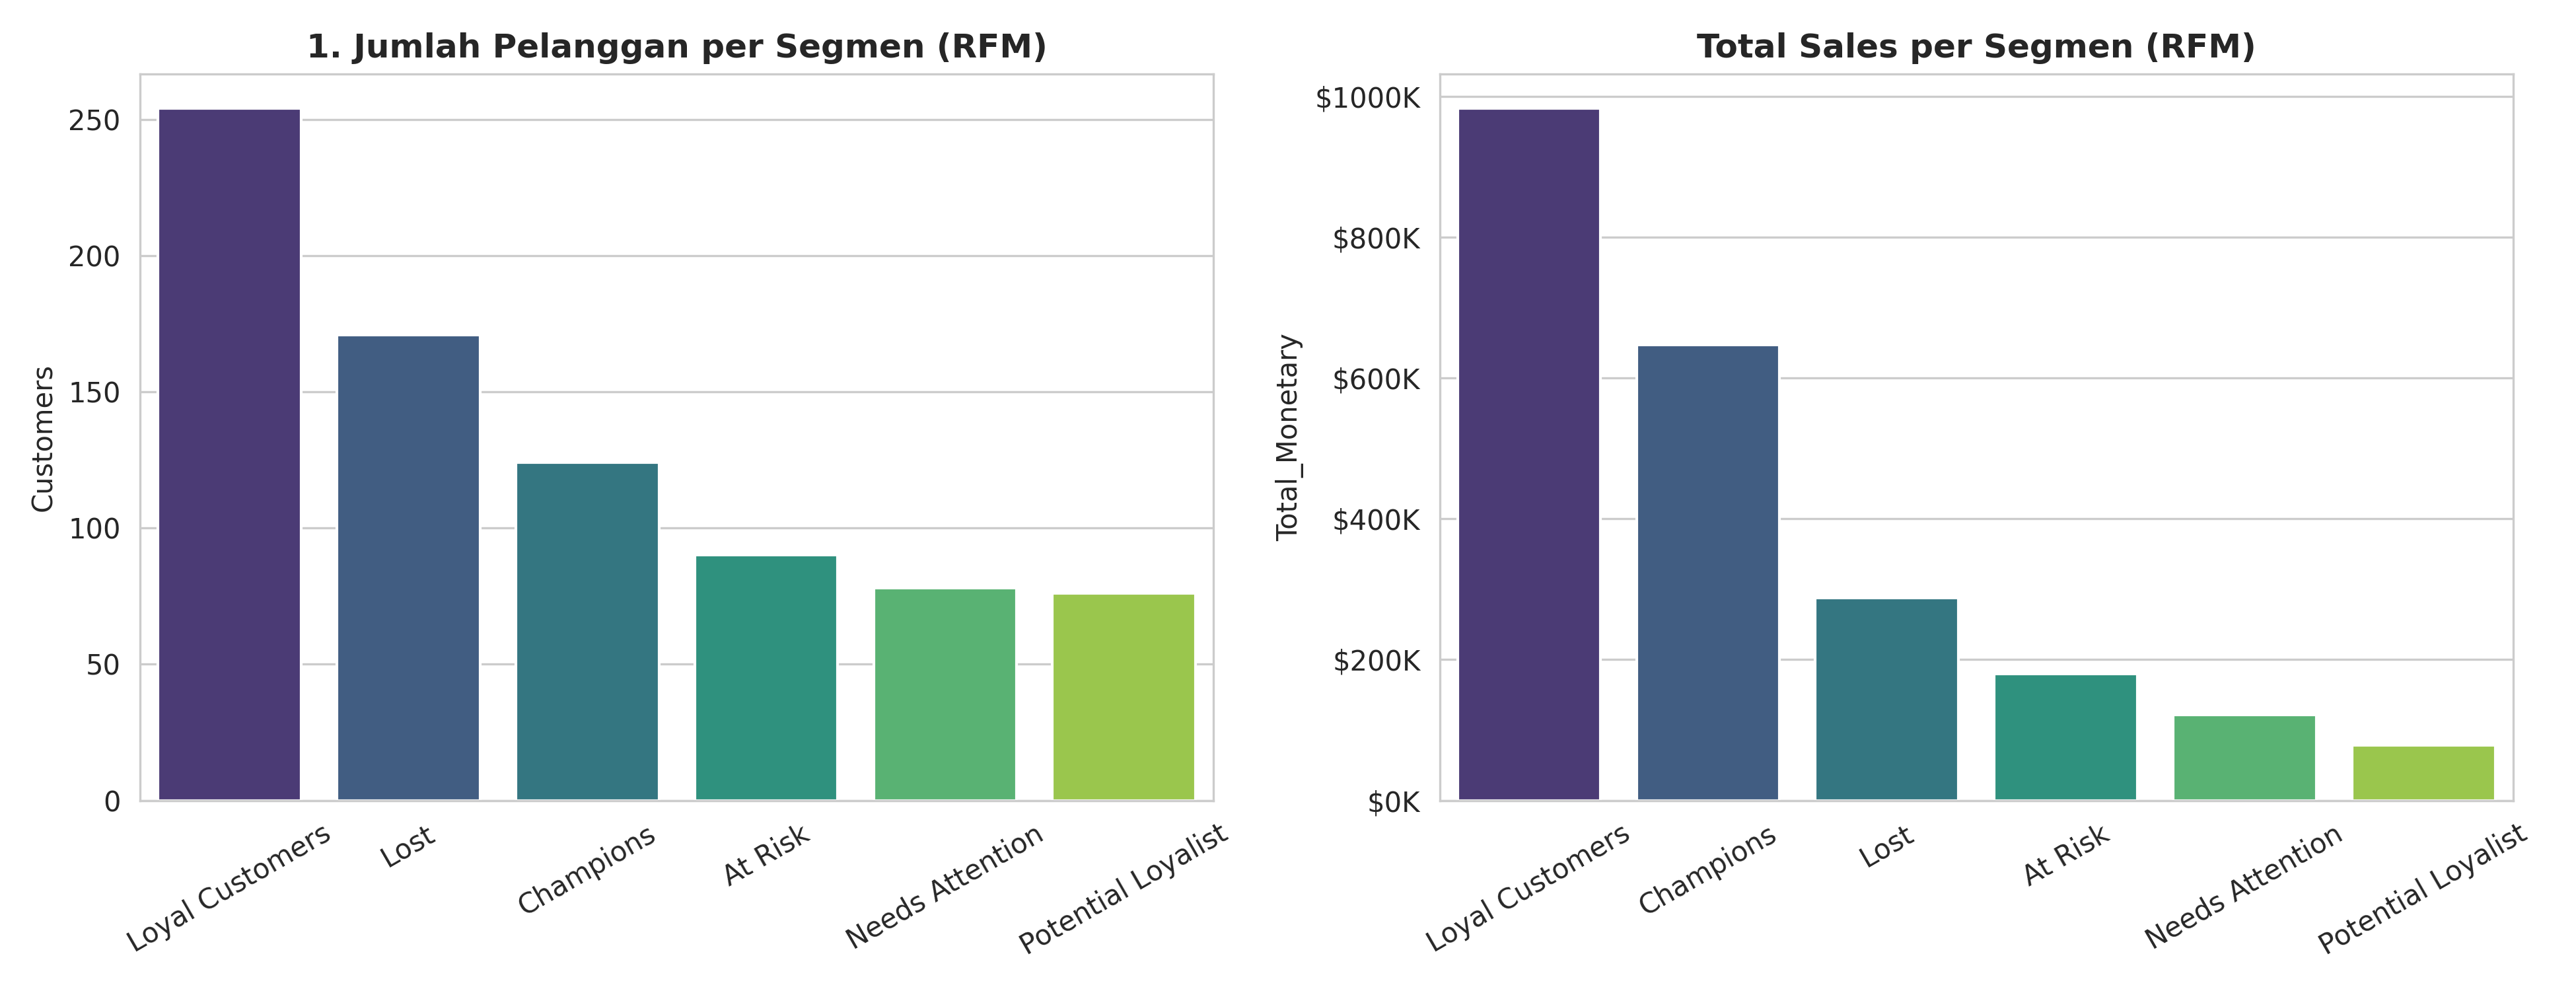 1. Jumlah Pelanggan per Segmen (RFM)
Customers
250
200
150
100
50
0
Loyal Customers
Lost
Champions
At Risk
Needs Attention
Potential Loyalist
Total Sales per Segmen (RFM)
Total_Monetary
$1000K
$800K
$600K
$400K
$200K
$0K
Loyal Customers
Champions
Lost
At Risk
Needs Attention
Potential Loyalist